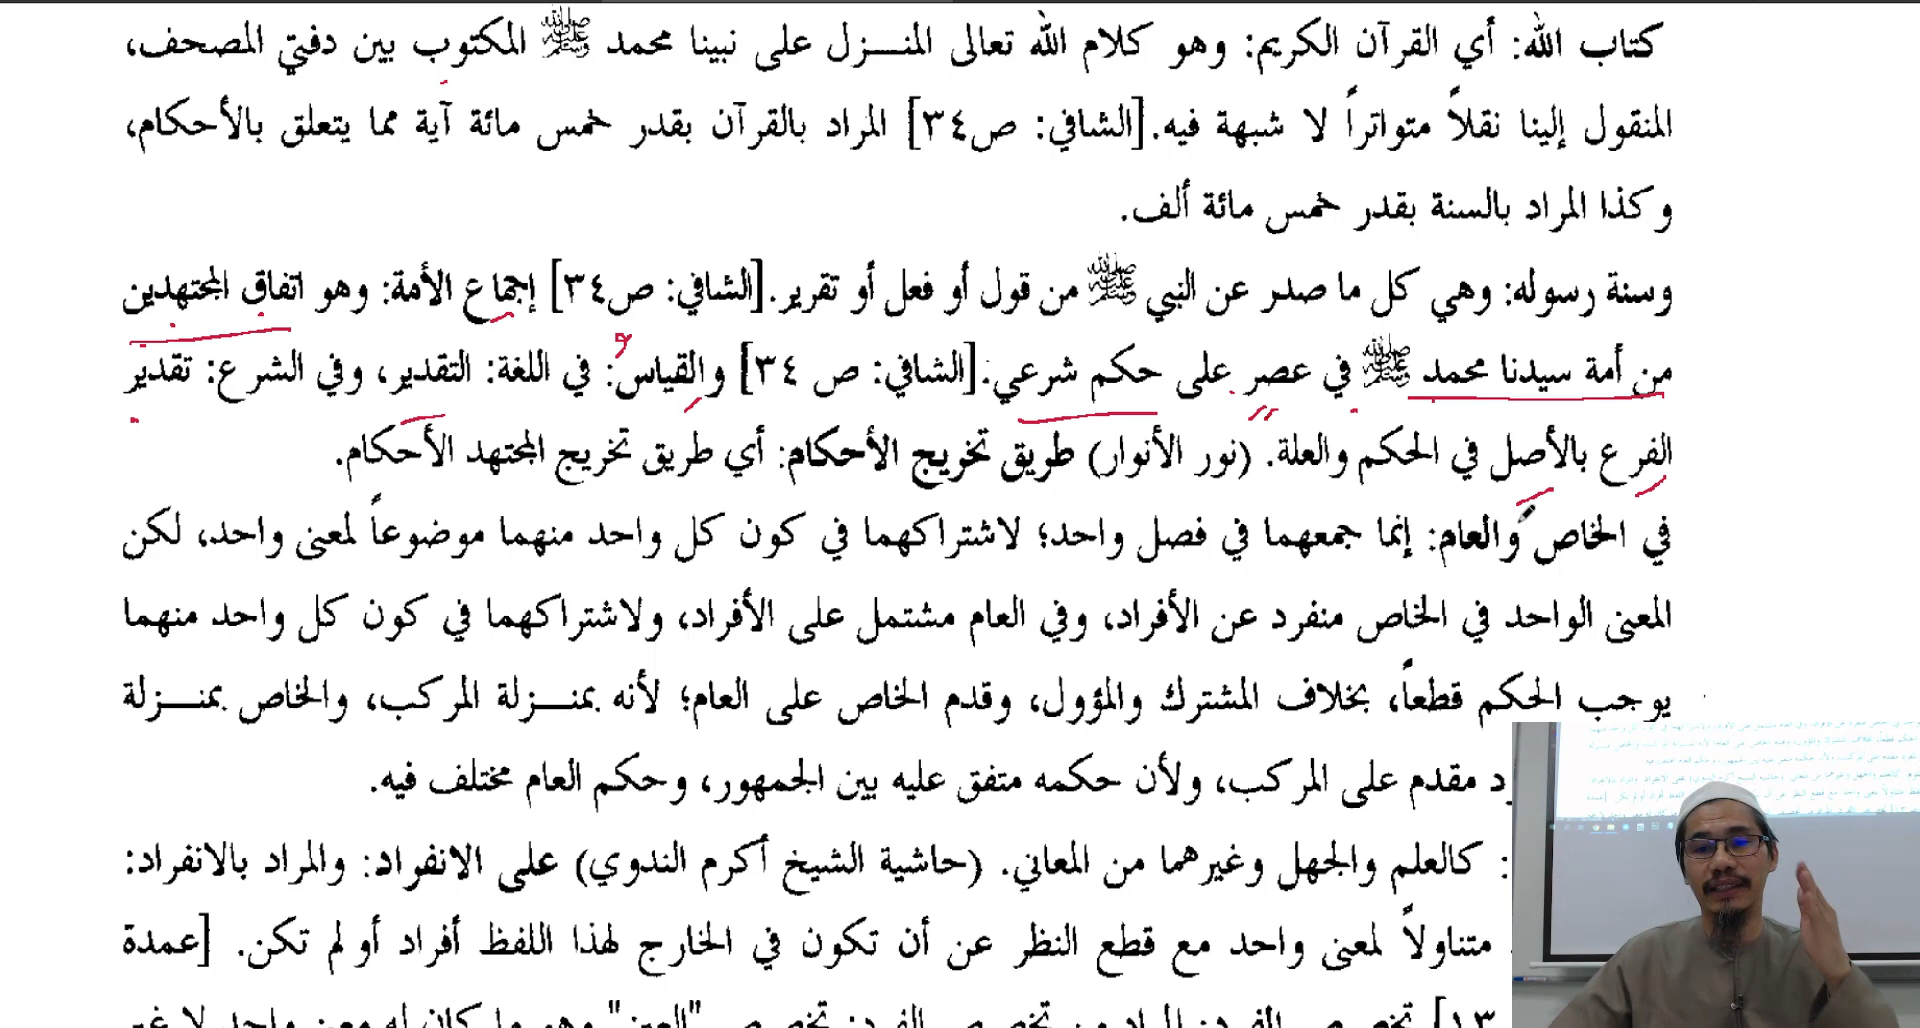 كتاب الله: أي القرآن الكريم: وهو كلام الله تعالى المنـزل على نبينا محمد ﷺ المكتوب بين دفتي المصحف،
المنقول إلينا نقلاً متواتراً لا شبهة فيه. [الشافي: ص٣٤] المراد بالقرآن بقدر خمس مائة آية مما يتعلق بالأحكام،
وكذا المراد بالسنة بقدر خمس مائة ألف.
وسنة رسوله: وهي كل ما صدر عن النبي ﷺ من قول أو فعل أو تقرير. [الشافي: ص٣٤] إجماع الأمة: وهو اتفاق المجتهدين
من أمة سيدنا محمد ﷺ في عصر على حكم شرعي. [الشافي: ص ٣٤] والقياس: في اللغة: التقدير، وفي الشرع: تقدير
الفرع بالأصل في الحكم والعلة. (نور الأنوار) طريق تخريج الأحكام: أي طريق تخريج المجتهد الأحكام.
في الخاص والعام: إنما جمعهما في فصل واحد؛ لاشتراكهما في كون كل واحد منهما موضوعاً لمعنى واحد، لكن
المعنى الواحد في الخاص منفرد عن الأفراد، وفي العام مشتمل على الأفراد، ولاشتراكهما في كون كل واحد منهما
يوجب الحكم قطعاً، بخلاف المشترك والمؤول، وقدم الخاص على العام؛ لأنه بمنـزلة المركب، والخاص بمنـزلة
مقدم على المركب، ولأن حكمه متفق عليه بين الجمهور، وحكم العام مختلف فيه.
: كالعلم والجهل وغيرهما من المعاني. (حاشية الشيخ أكرم الندوي) على الانفراد: والمراد بالانفراد:
متناولاً لمعنى واحد مع قطع النظر عن أن تكون في الخارج لهذا اللفظ أفراد أو لم تكن. [عمدة